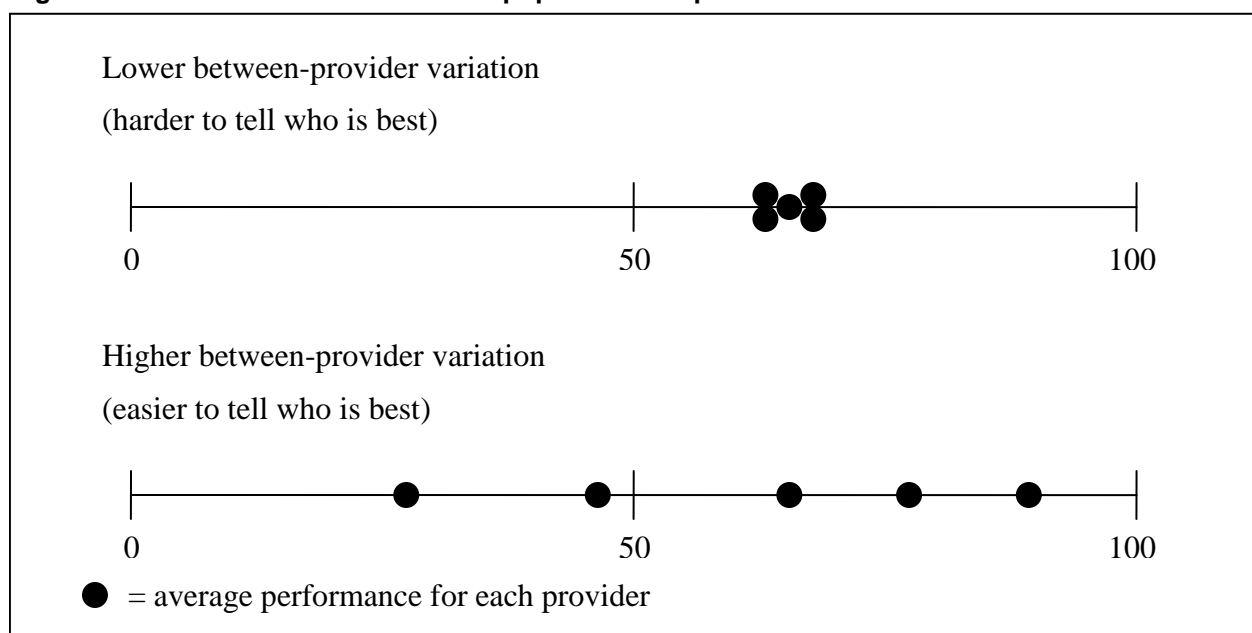 Lower between-provider variation
(harder to tell who is best)
0 50 100
Higher between-provider variation
(easier to tell who is best)
0 50 100
= average performance for each provider